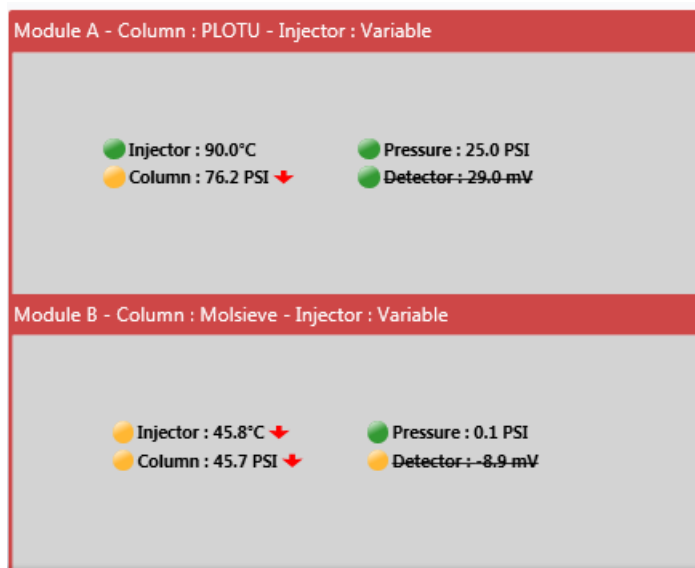 Module A - Column : PLOTU - Injector : Variable
Injector : 90.0°C
Pressure : 25.0 PSI
Column : 76.2 PSI
Detector : 29.0 mV
Module B - Column : Molsieve - Injector : Variable
Injector : 45.8°C
Pressure : 0.1 PSI
Column : 45.7 PSI
Detector : -8.9 mV